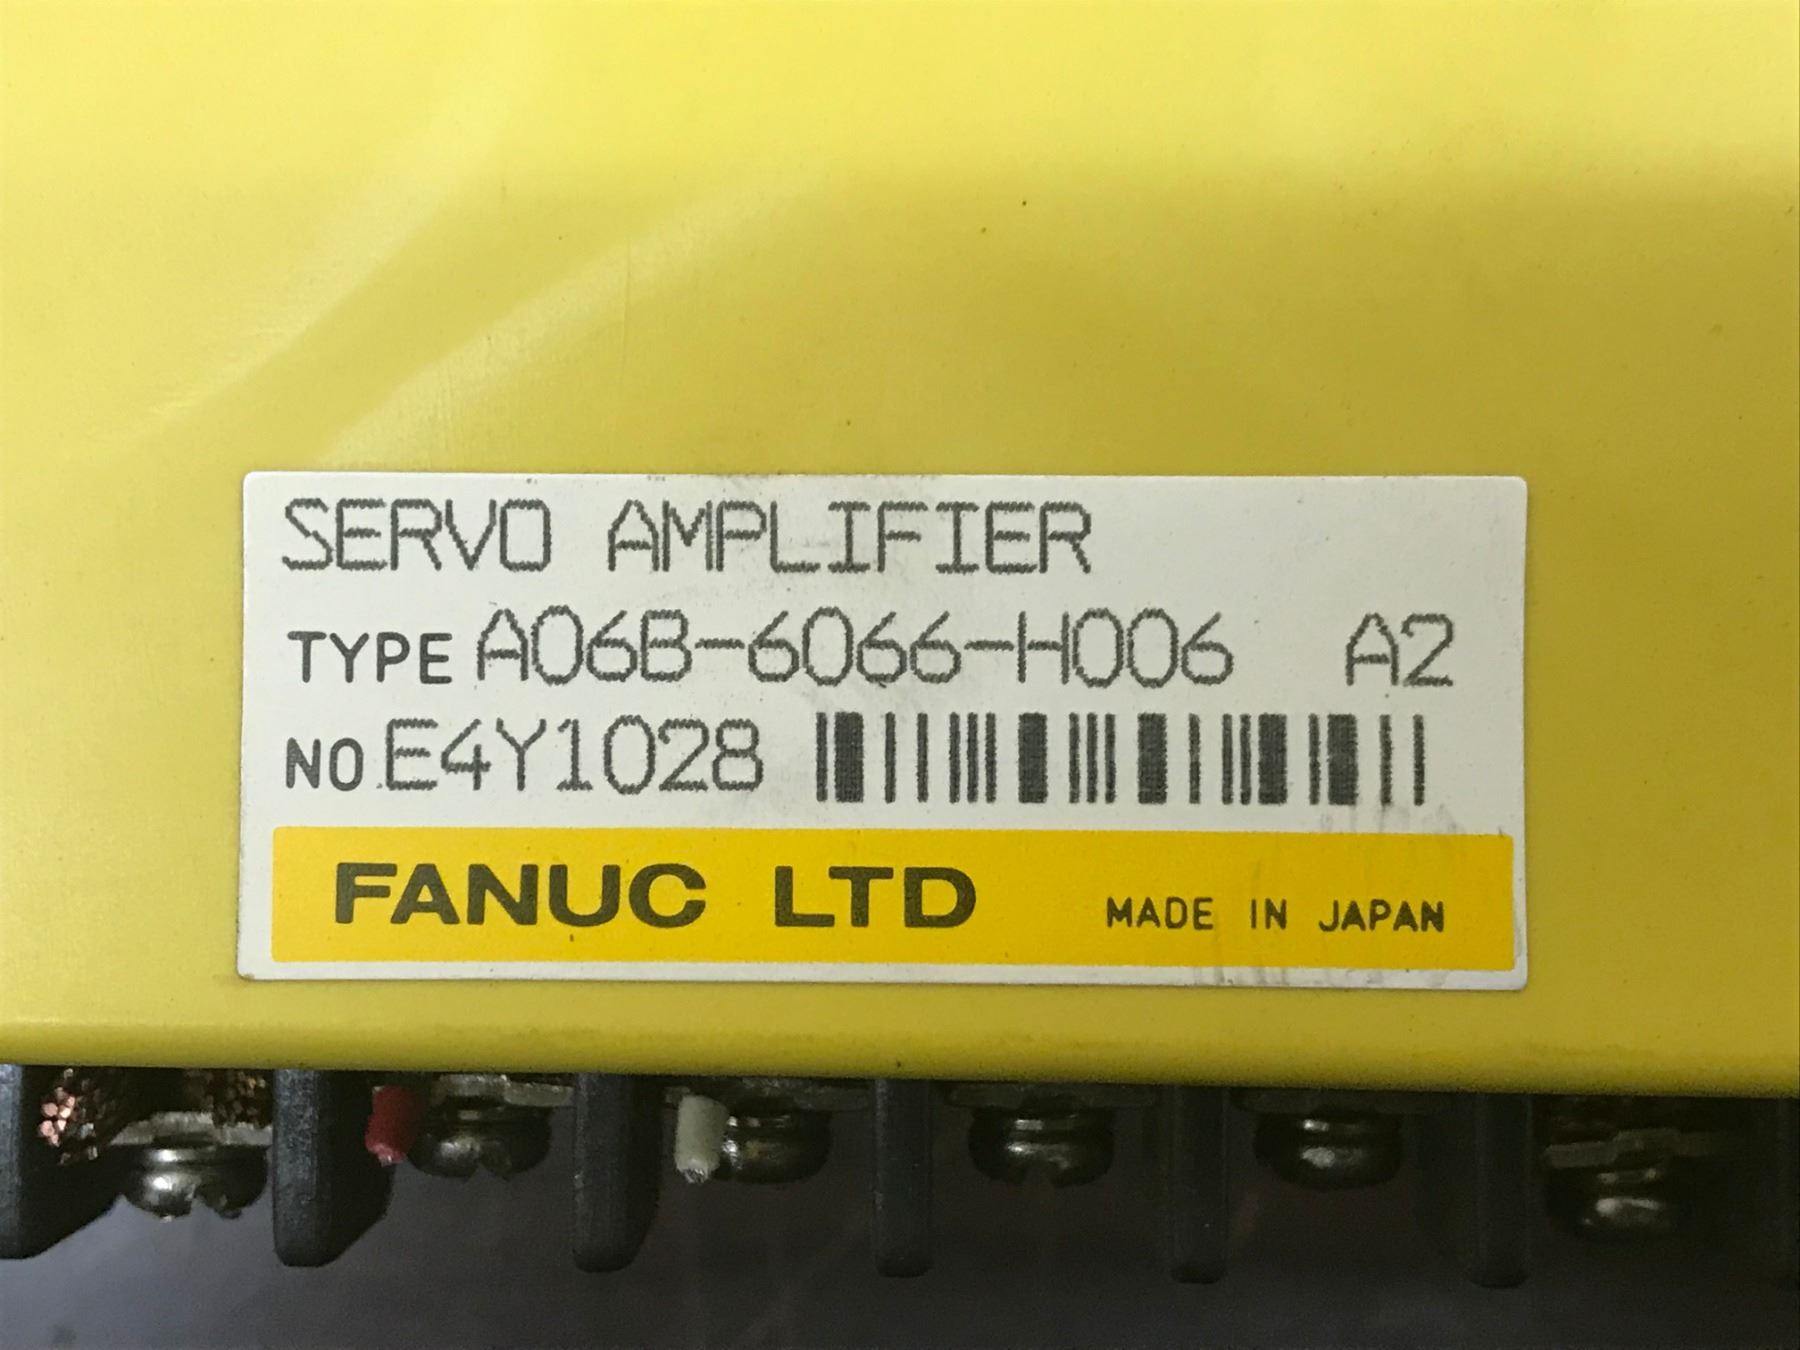 SERVO AMPLIFIER
TYPE A06B-6066-H006 A2
NO. E4Y1028
FANUC LTD MADE IN JAPAN